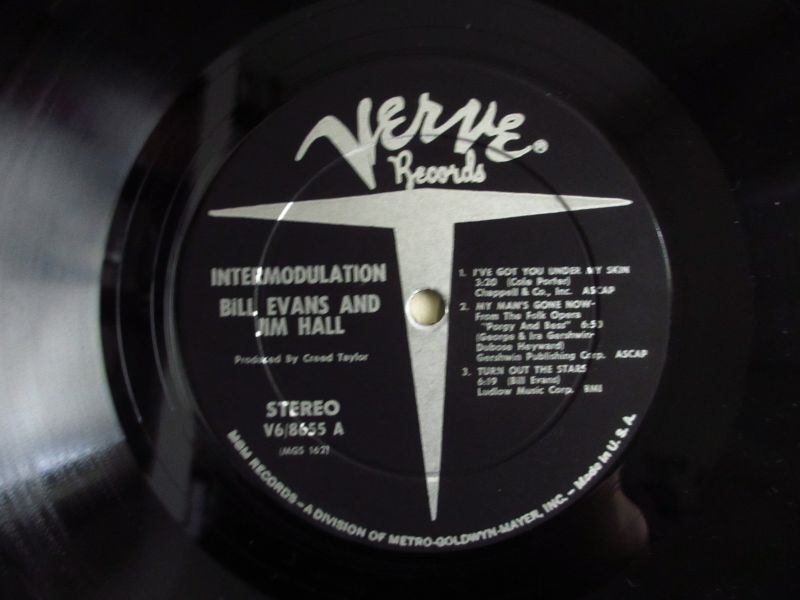 VERVE®
Records
INTERMODULATION
BILL EVANS AND
JIM HALL
Produced By Creed Taylor
STEREO
V6/8655 A
(MGS 162)
1. I'VE GOT YOU UNDER MY SKIN
3:20 (Cole Porter)
Chappell & Co., Inc. ASCAP
2. MY MAN'S GONE NOW-
From The Folk Opera
"Porgy And Bess" 6:53
(George & Ira Gershwin-
Dubose Heyward)
Gershwin Publishing Corp. ASCAP
3. TURN OUT THE STARS
6:19 (Bill Evans)
Ludlow Music Corp. BMI
MGM RECORDS – A DIVISION OF METRO-GOLDWYN-MAYER, INC. – Made in U. S. A.